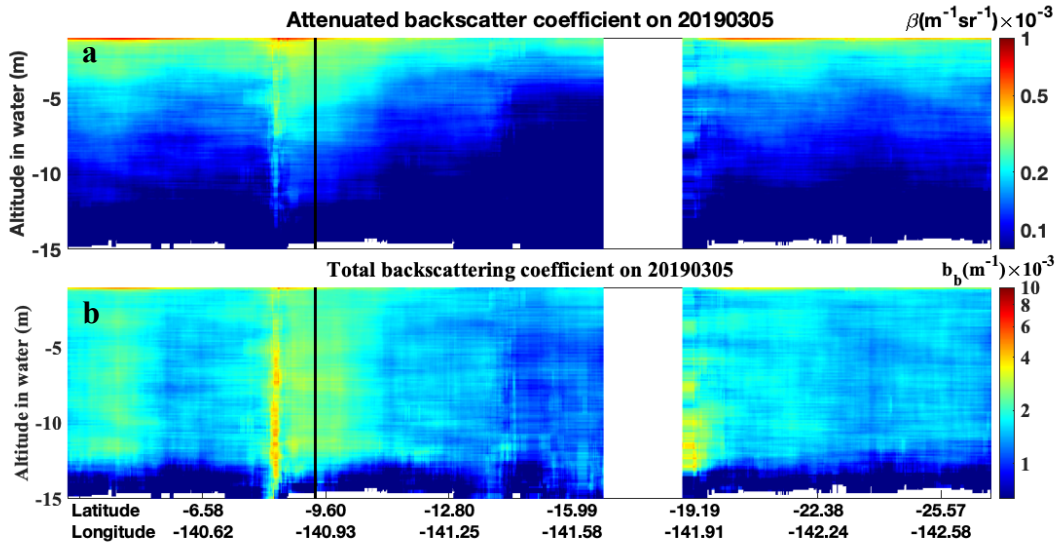 Attenuated backscatter coefficient on 20190305
β(m⁻¹sr⁻¹)×10⁻³
a
Altitude in water (m)
-5
-10
-15
1
0.5
0.2
0.1
Total backscattering coefficient on 20190305
b_b(m⁻¹)×10⁻³
b
Altitude in water (m)
-5
-10
-15
10
6
4
2
1
Latitude -6.58 -9.60 -12.80 -15.99 -19.19 -22.38 -25.57
Longitude -140.62 -140.93 -141.25 -141.58 -141.91 -142.24 -142.58